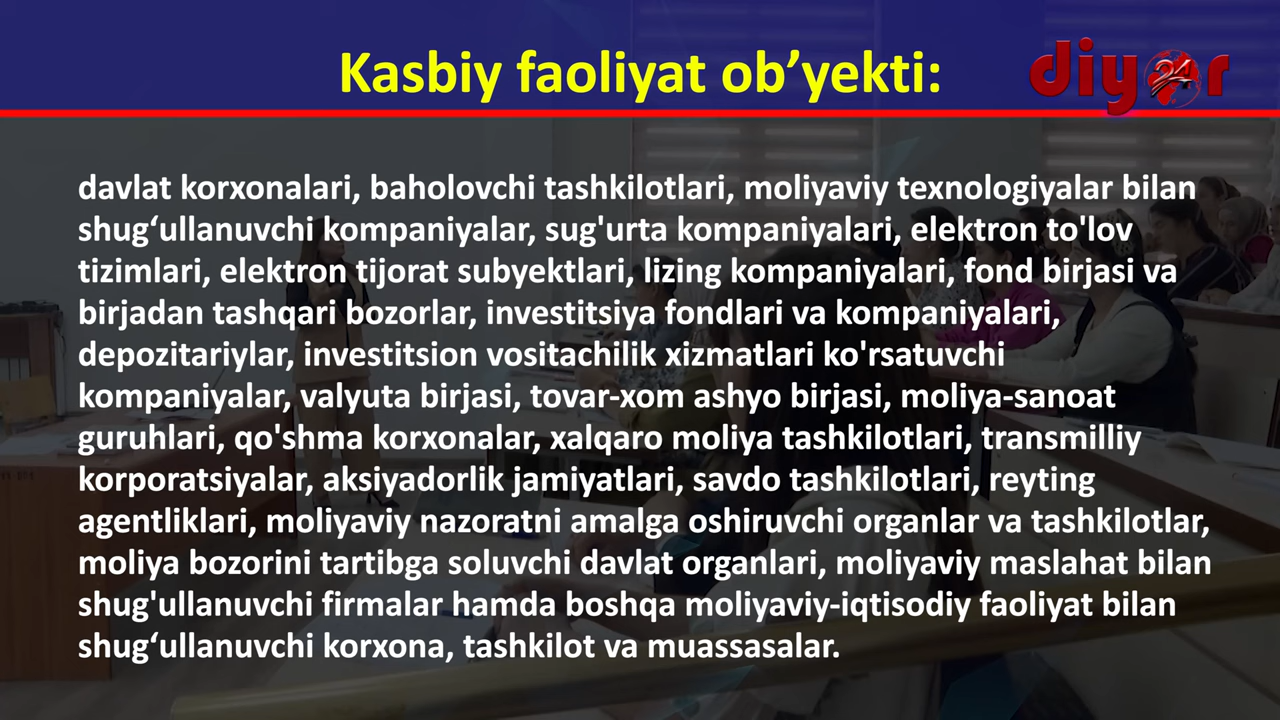 Kasbiy faoliyat ob’yekti:
diyor 24
davlat korxonalari, baholovchi tashkilotlari, moliyaviy texnologiyalar bilan
shug‘ullanuvchi kompaniyalar, sug'urta kompaniyalari, elektron to'lov
tizimlari, elektron tijorat subyektlari, lizing kompaniyalari, fond birjasi va
birjadan tashqari bozorlar, investitsiya fondlari va kompaniyalari,
depozitariylar, investitsion vositachilik xizmatlari ko'rsatuvchi
kompaniyalar, valyuta birjasi, tovar-xom ashyo birjasi, moliya-sanoat
guruhlari, qo'shma korxonalar, xalqaro moliya tashkilotlari, transmilliy
korporatsiyalar, aksiyadorlik jamiyatlari, savdo tashkilotlari, reyting
agentliklari, moliyaviy nazoratni amalga oshiruvchi organlar va tashkilotlar,
moliya bozorini tartibga soluvchi davlat organlari, moliyaviy maslahat bilan
shug'ullanuvchi firmalar hamda boshqa moliyaviy-iqtisodiy faoliyat bilan
shug‘ullanuvchi korxona, tashkilot va muassasalar.